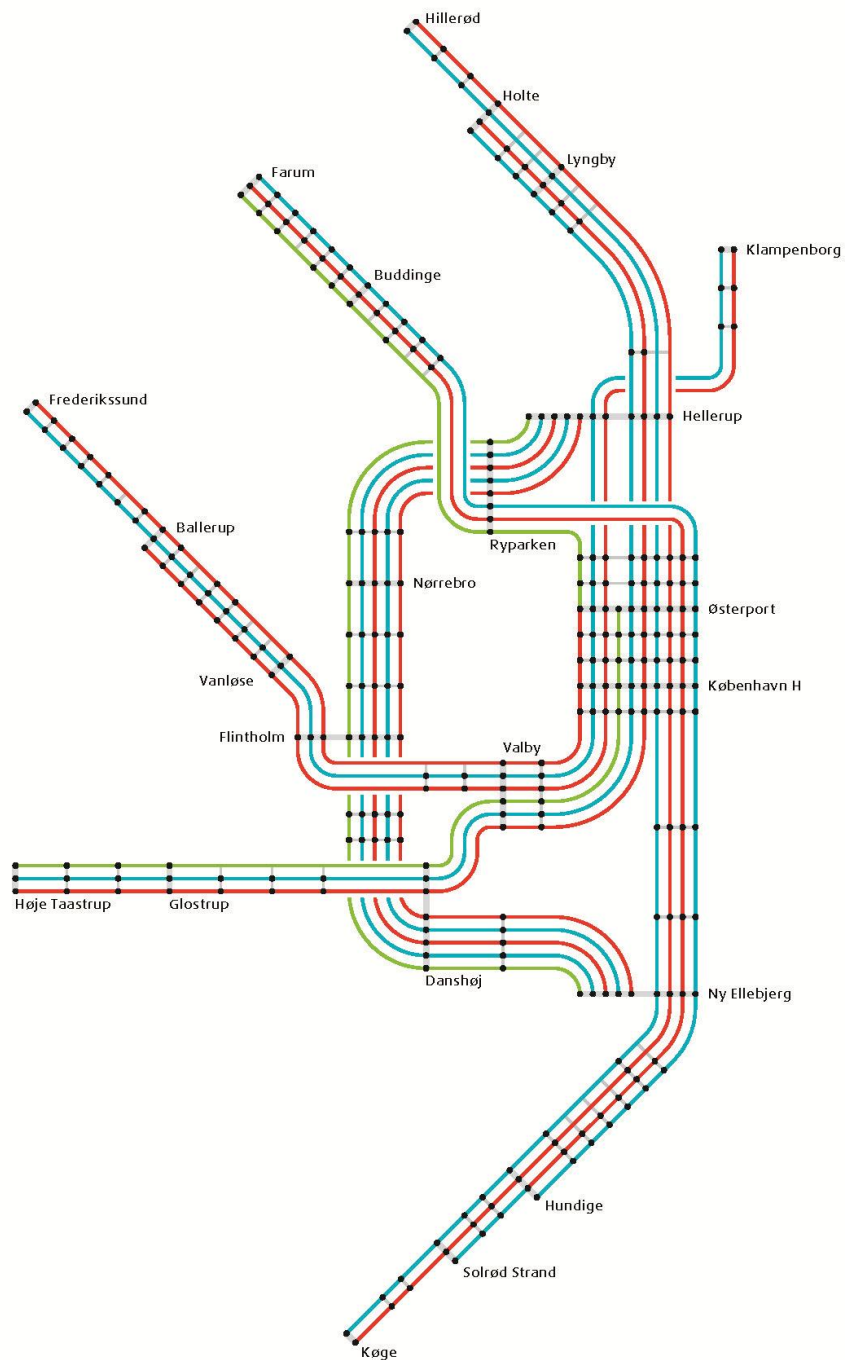 Hillerød
Holte
Lyngby
Farum
Klampenborg
Buddinge
Frederikssund
Hellerup
Ballerup
Ryparken
Nørrebro
Østerport
Vanløse
København H
Flintholm
Valby
Høje Taastrup
Glostrup
Danshøj
Ny Ellebjerg
Hundige
Solrød Strand
Køge